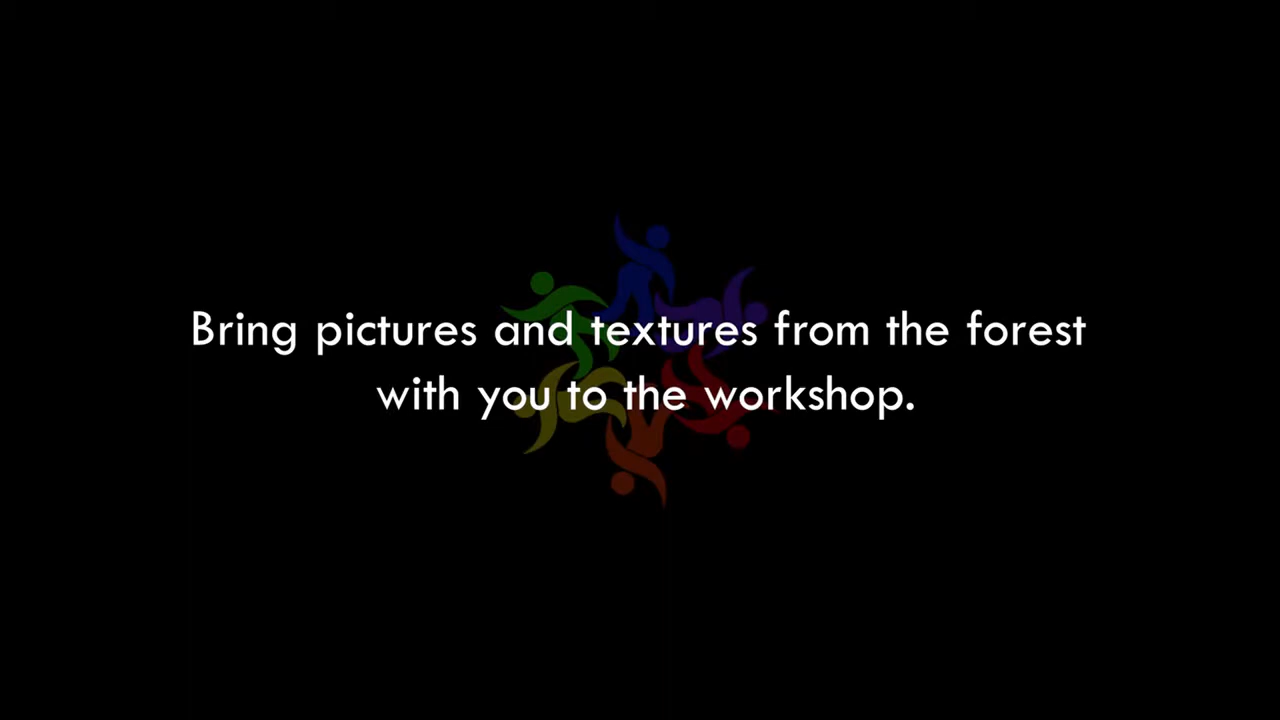 Bring pictures and textures from the forest
with you to the workshop.